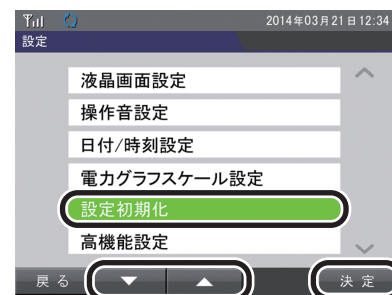 2014年03月21日12:34
設定
液晶画面設定
操作音設定
日付/時刻設定
電力グラフスケール設定
設定初期化
高機能設定
戻る ▼ ▲ 決定